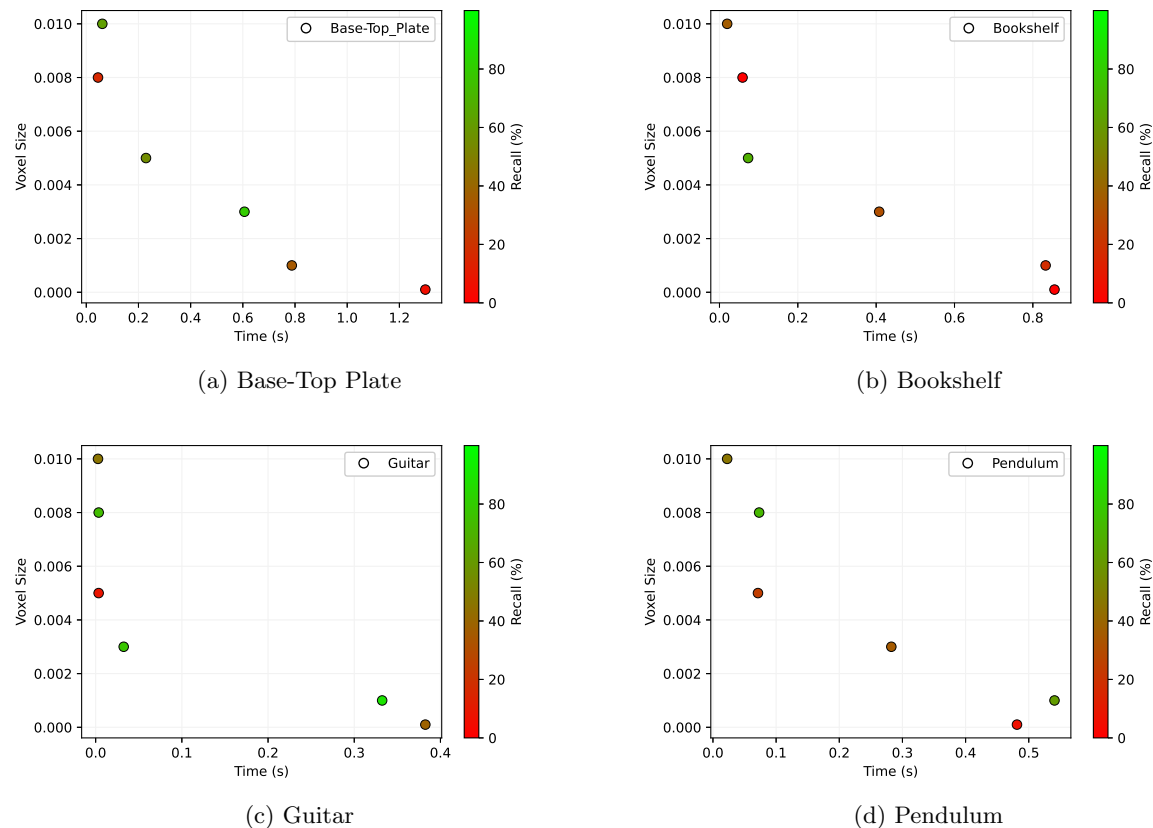 0.010
0.008
0.006
0.004
0.002
0.000
Voxel Size
0.0 0.2 0.4 0.6 0.8 1.0 1.2
Time (s)
Base-Top_Plate
80
60
40
20
0
Recall (%)
(a) Base-Top Plate
0.010
0.008
0.006
0.004
0.002
0.000
Voxel Size
0.0 0.2 0.4 0.6 0.8
Time (s)
Bookshelf
80
60
40
20
0
Recall (%)
(b) Bookshelf
0.010
0.008
0.006
0.004
0.002
0.000
Voxel Size
0.0 0.1 0.2 0.3 0.4
Time (s)
Guitar
80
60
40
20
0
Recall (%)
(c) Guitar
0.010
0.008
0.006
0.004
0.002
0.000
Voxel Size
0.0 0.1 0.2 0.3 0.4 0.5
Time (s)
Pendulum
80
60
40
20
0
Recall (%)
(d) Pendulum